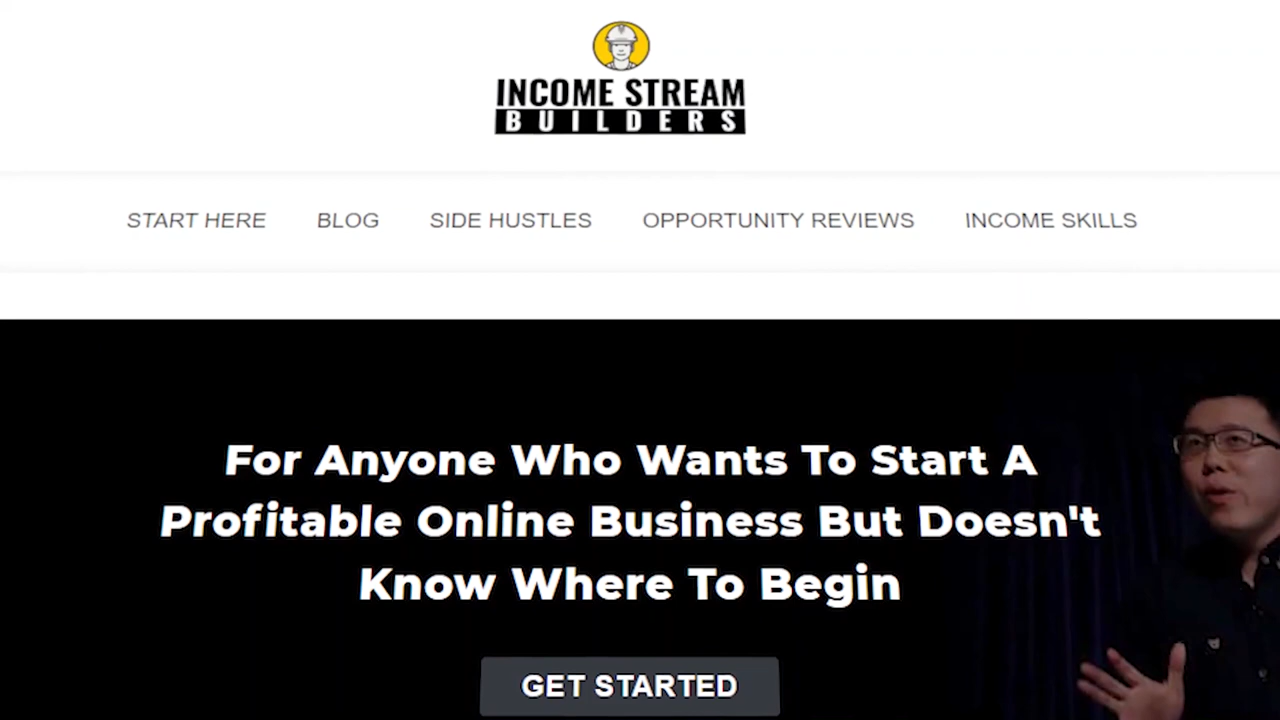 INCOME STREAM
BUILDERS
START HERE BLOG SIDE HUSTLES OPPORTUNITY REVIEWS INCOME SKILLS
For Anyone Who Wants To Start A
Profitable Online Business But Doesn't
Know Where To Begin
GET STARTED